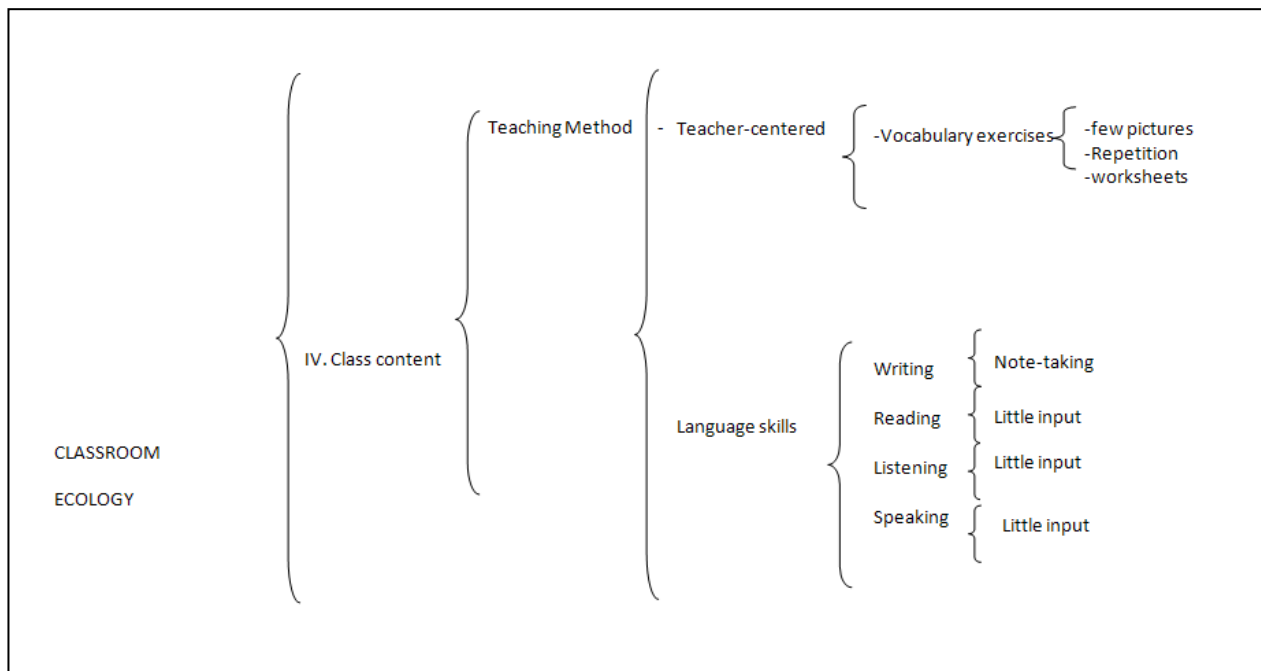 Teaching Method
- Teacher-centered
-Vocabulary exercises
-few pictures
-Repetition
-worksheets
IV. Class content
Writing
Note-taking
Language skills
Reading
Little input
CLASSROOM
Listening
Little input
ECOLOGY
Speaking
Little input